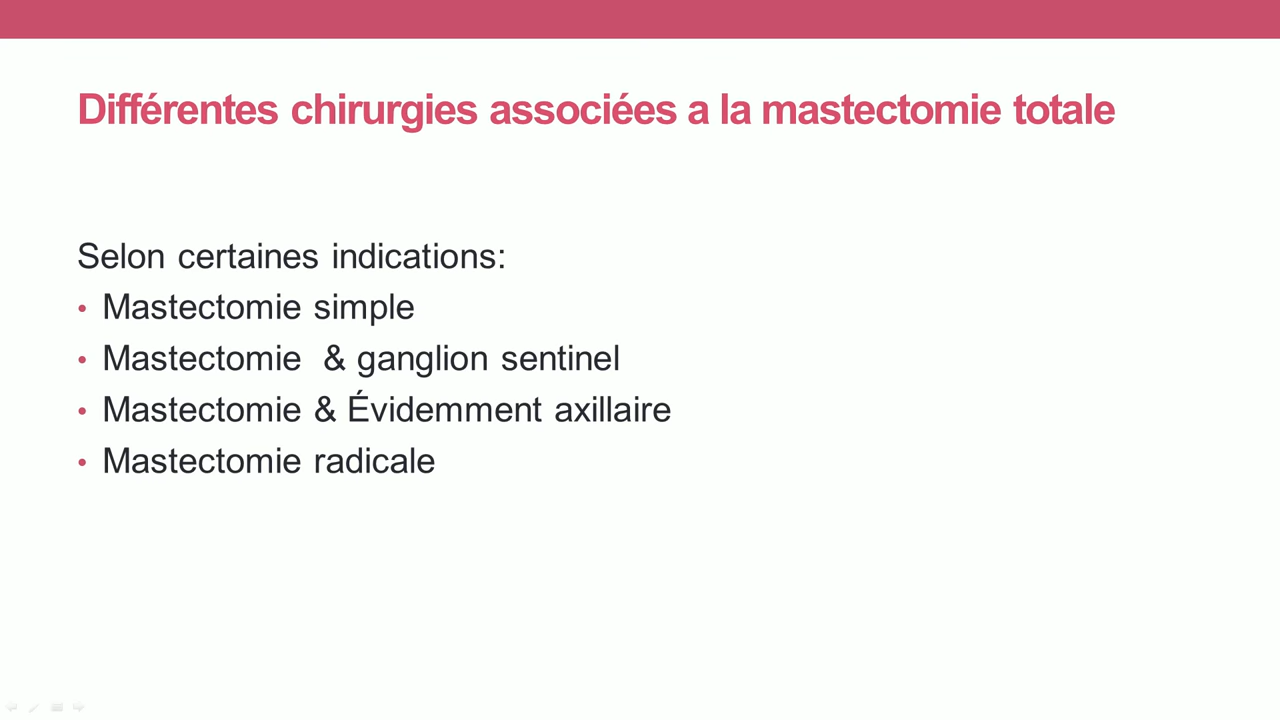 Différentes chirurgies associées a la mastectomie totale
Selon certaines indications:
• Mastectomie simple
• Mastectomie  & ganglion sentinel
• Mastectomie & Évidemment axillaire
• Mastectomie radicale